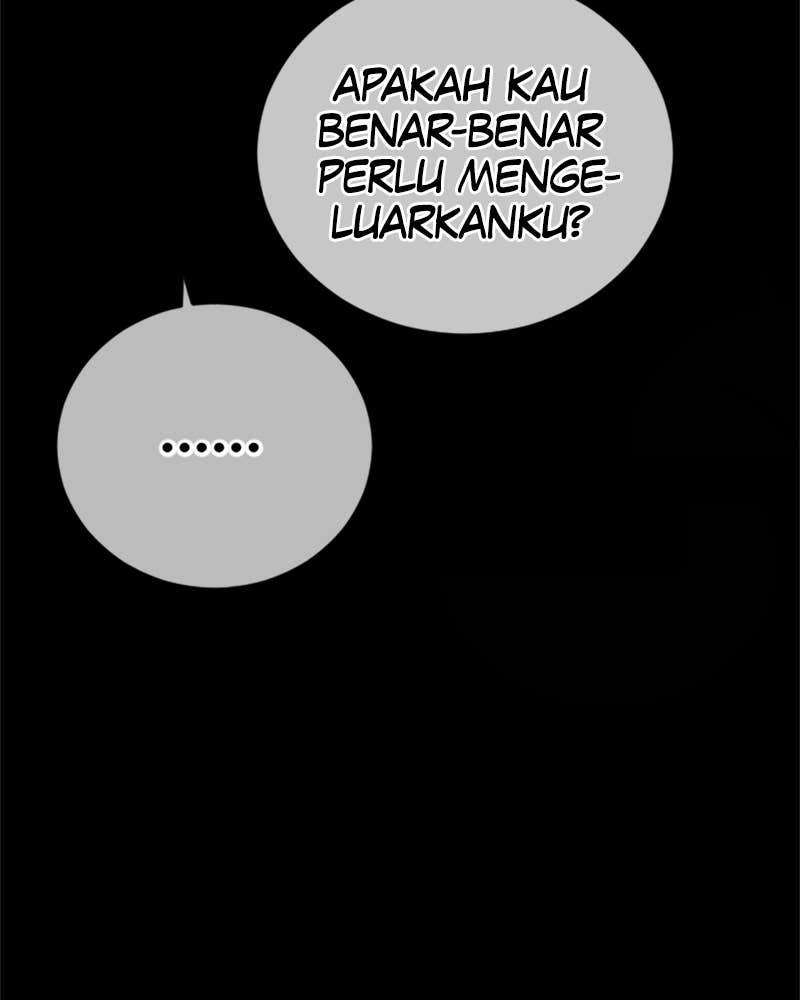 APAKAH KAU
BENAR-BENAR
PERLU MENGE-
LUARKANKU?
......